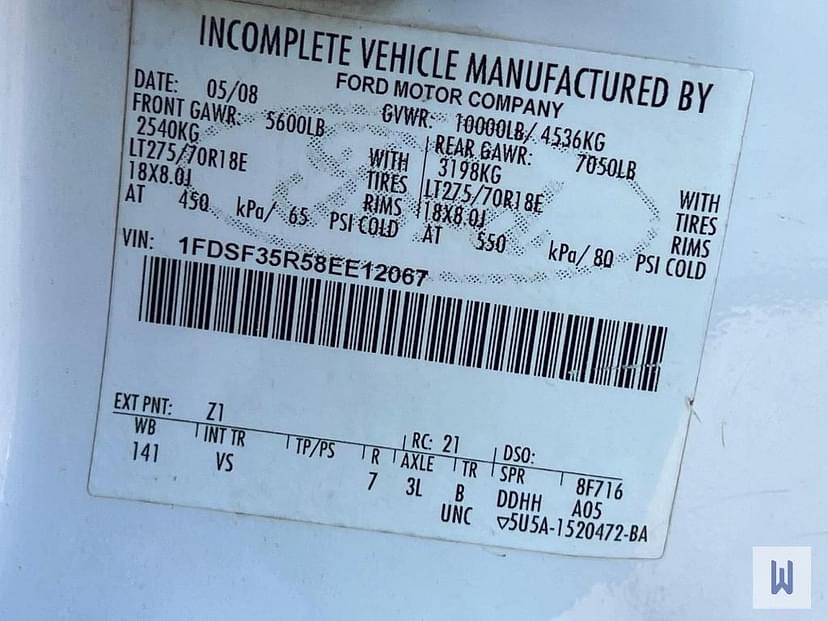 INCOMPLETE VEHICLE MANUFACTURED BY
FORD MOTOR COMPANY
DATE: 05/08 GVWR: 10000LB/ 4536KG
FRONT GAWR: 5600LB REAR GAWR: 7050LB
2540KG WITH 3198KG WITH
LT275/70R18E TIRES LT275/70R18E TIRES
18X8.0J RIMS 18X8.0J RIMS
AT 450 kPa/ 65 PSI COLD AT 550 kPa/ 80 PSI COLD
VIN: 1FDSF35R58EE12067
EXT PNT: Z1 RC: 21 DSO:
WB INT TR TP/PS R AXLE TR SPR 8F716
141 VS 7 3L B DDHH A05
UNC ▽5U5A-1520472-BA
W